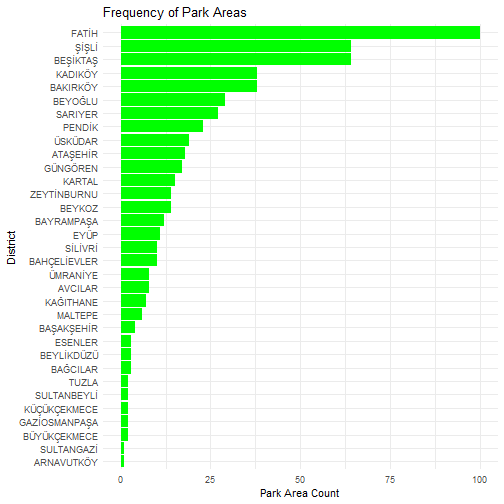 Frequency of Park Areas
FATİH
ŞİŞLİ
BEŞİKTAŞ
KADIKÖY
BAKIRKÖY
BEYOĞLU
SARIYER
PENDİK
ÜSKÜDAR
ATAŞEHİR
GÜNGÖREN
KARTAL
ZEYTİNBURNU
BEYKOZ
BAYRAMPAŞA
EYÜP
SİLİVRİ
BAHÇELİEVLER
ÜMRANİYE
AVCILAR
KAĞITHANE
MALTEPE
BAŞAKŞEHİR
ESENLER
BEYLİKDÜZÜ
BAĞCILAR
TUZLA
SULTANBEYLİ
KÜÇÜKÇEKMECE
GAZİOSMANPAŞA
BÜYÜKÇEKMECE
SULTANGAZİ
ARNAVUTKÖY
District
0 25 50 75 100
Park Area Count